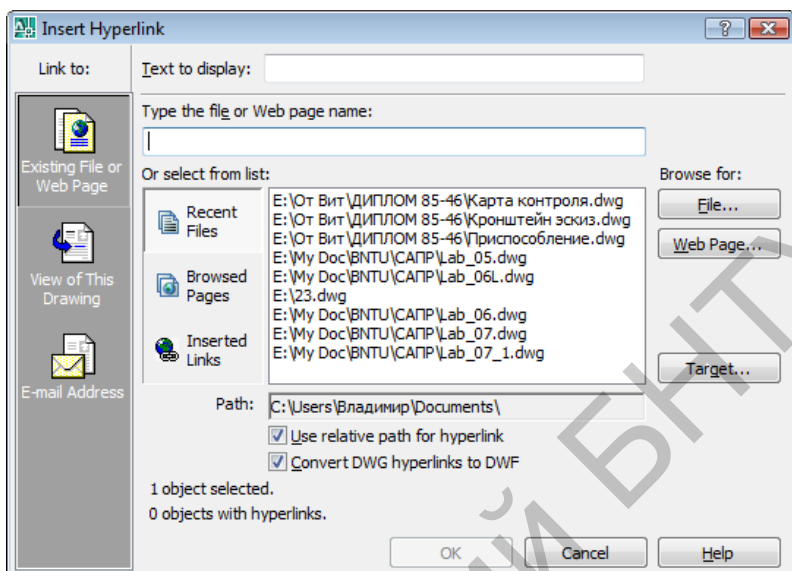 Insert Hyperlink
Link to:
Text to display:
Existing File or
Web Page
View of This
Drawing
E-mail Address
Type the file or Web page name:
Or select from list:
Recent
Files
Browsed
Pages
Inserted
Links
E:\От Вит\ДИПЛОМ 85-46\Карта контроля.dwg
E:\От Вит\ДИПЛОМ 85-46\Кронштейн эскиз.dwg
E:\От Вит\ДИПЛОМ 85-46\Приспособление.dwg
E:\My Doc\BNTU\САПР\Lab_05.dwg
E:\My Doc\BNTU\САПР\Lab_06L.dwg
E:\23.dwg
E:\My Doc\BNTU\САПР\Lab_06.dwg
E:\My Doc\BNTU\САПР\Lab_07.dwg
E:\My Doc\BNTU\САПР\Lab_07_1.dwg
Browse for:
File...
Web Page...
Target...
Path: C:\Users\Владимир\Documents\
Use relative path for hyperlink
Convert DWG hyperlinks to DWF
1 object selected.
0 objects with hyperlinks.
OK Cancel Help
БНТУ